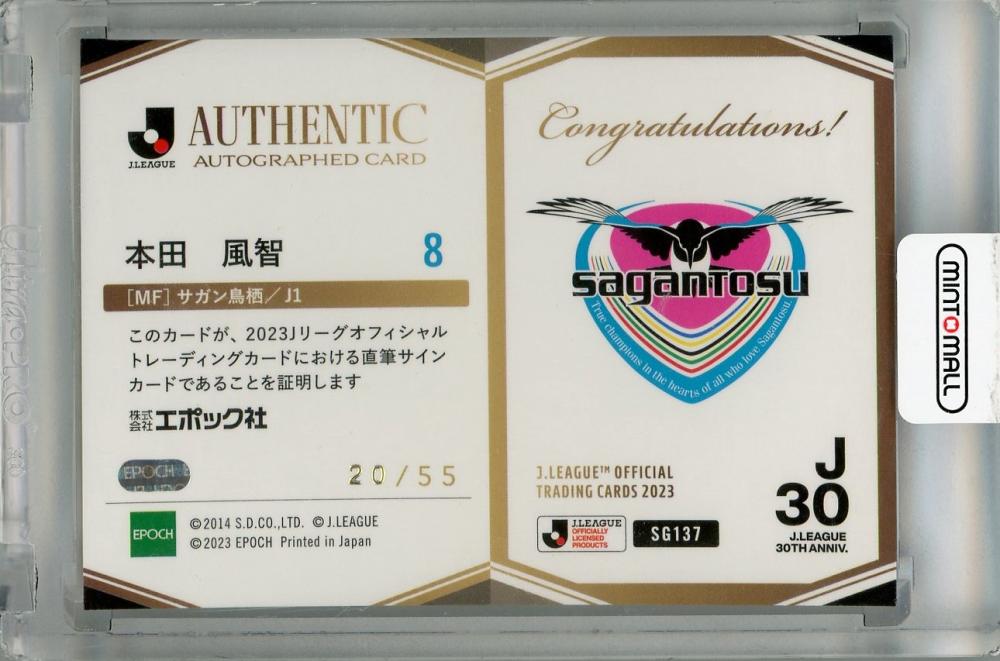 J.LEAGUE
AUTHENTIC
AUTOGRAPHED CARD
本田 風智 8
[MF] サガン鳥栖/J1
このカードが、2023Jリーグオフィシャル
トレーディングカードにおける直筆サイン
カードであることを証明します
株式会社エポック社
EPOCH
20/55
EPOCH
©2014 S.D.CO.,LTD. ©J.LEAGUE
©2023 EPOCH Printed in Japan
Congratulations!
sagantosu
True champions in the hearts of all who love Sagantosu
J.LEAGUE™ OFFICIAL
TRADING CARDS 2023
J.LEAGUE
OFFICIALLY
LICENSED
PRODUCTS
SG137
J
30
J.LEAGUE
30TH ANNIV.
MINT MALL